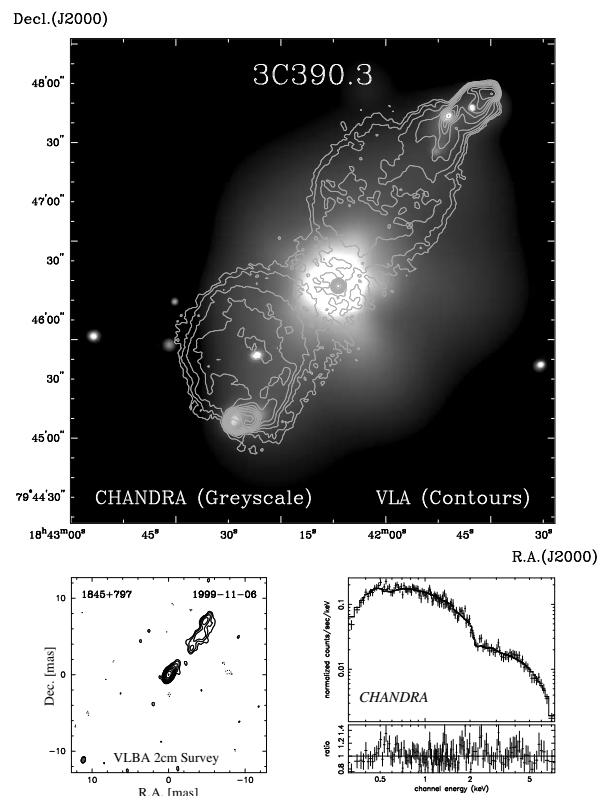 Decl.(J2000)
3C390.3
48'00"
30"
47'00"
30"
46'00"
30"
45'00"
79°44'30"
CHANDRA (Greyscale) VLA (Contours)
18h43m00s 45s 30s 15s 42m00s 45s 30s
R.A.(J2000)
1845+797 1999-11-06
10
0
−10
Dec. [mas]
VLBA 2cm Survey
10 0 −10
R.A. [mas]
0.1
0.01
normalized counts/sec/keV
CHANDRA
1.4
1.2
1
0.8
ratio
0.5 1 2 5
channel energy (keV)